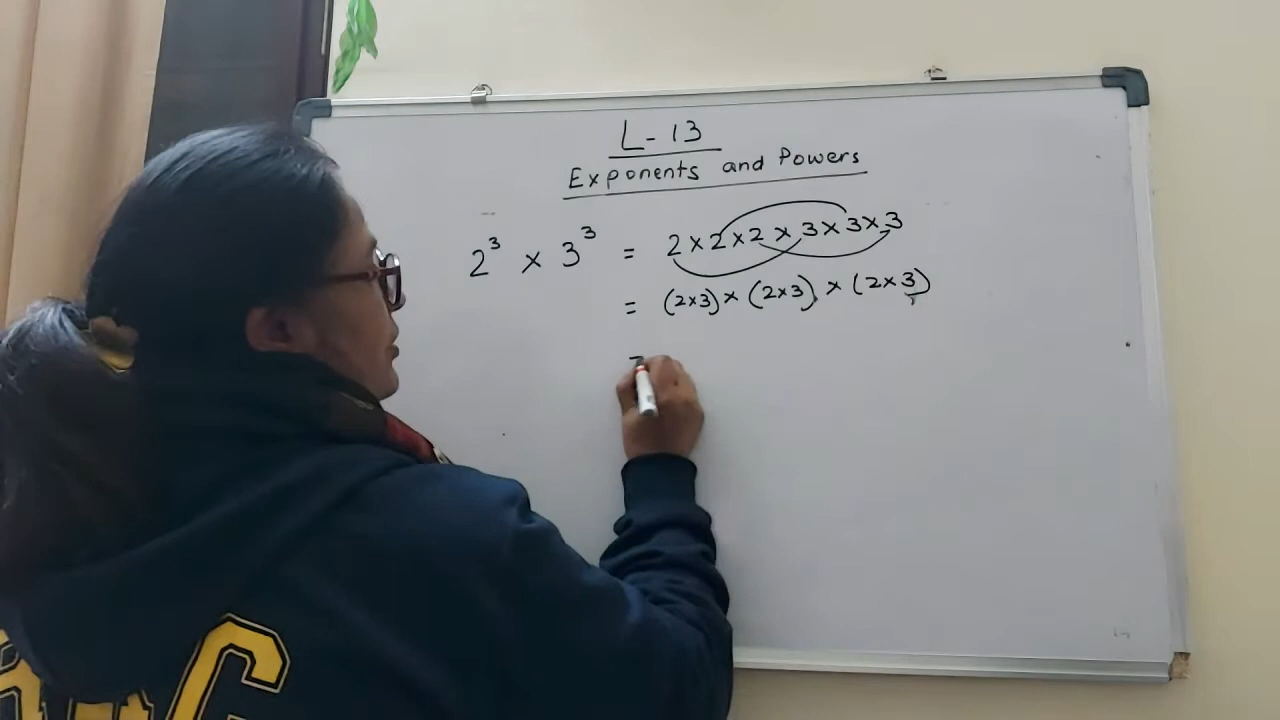 L-13
Exponents and Powers
2³ × 3³ = 2×2×2×3×3×3
= (2×3)×(2×3)×(2×3)
=